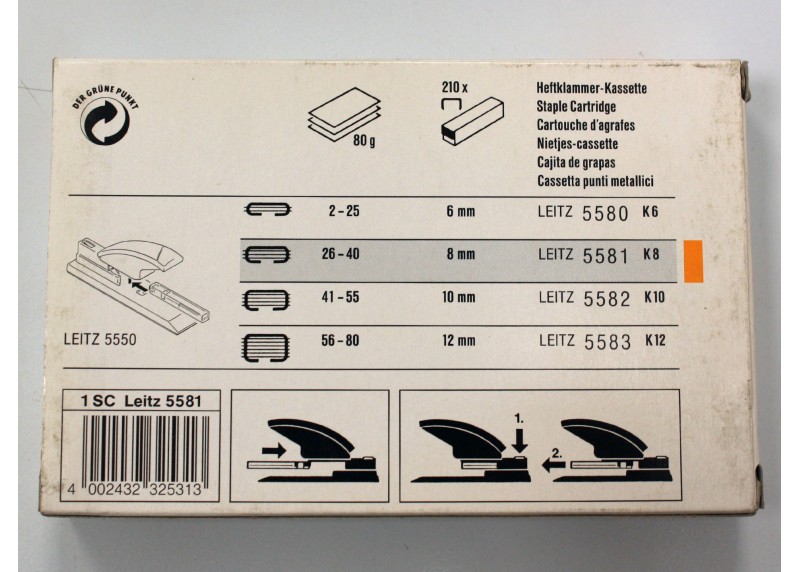 DER GRÜNE PUNKT
80 g
210 x
Heftklammer-Kassette
Staple Cartridge
Cartouche d'agrafes
Nietjes-cassette
Cajita de grapas
Cassetta punti metallici
2-25 6 mm LEITZ 5580 K6
26-40 8 mm LEITZ 5581 K8
41-55 10 mm LEITZ 5582 K10
56-80 12 mm LEITZ 5583 K12
LEITZ 5550
1 SC Leitz 5581
4 002432 325313
1.
2.